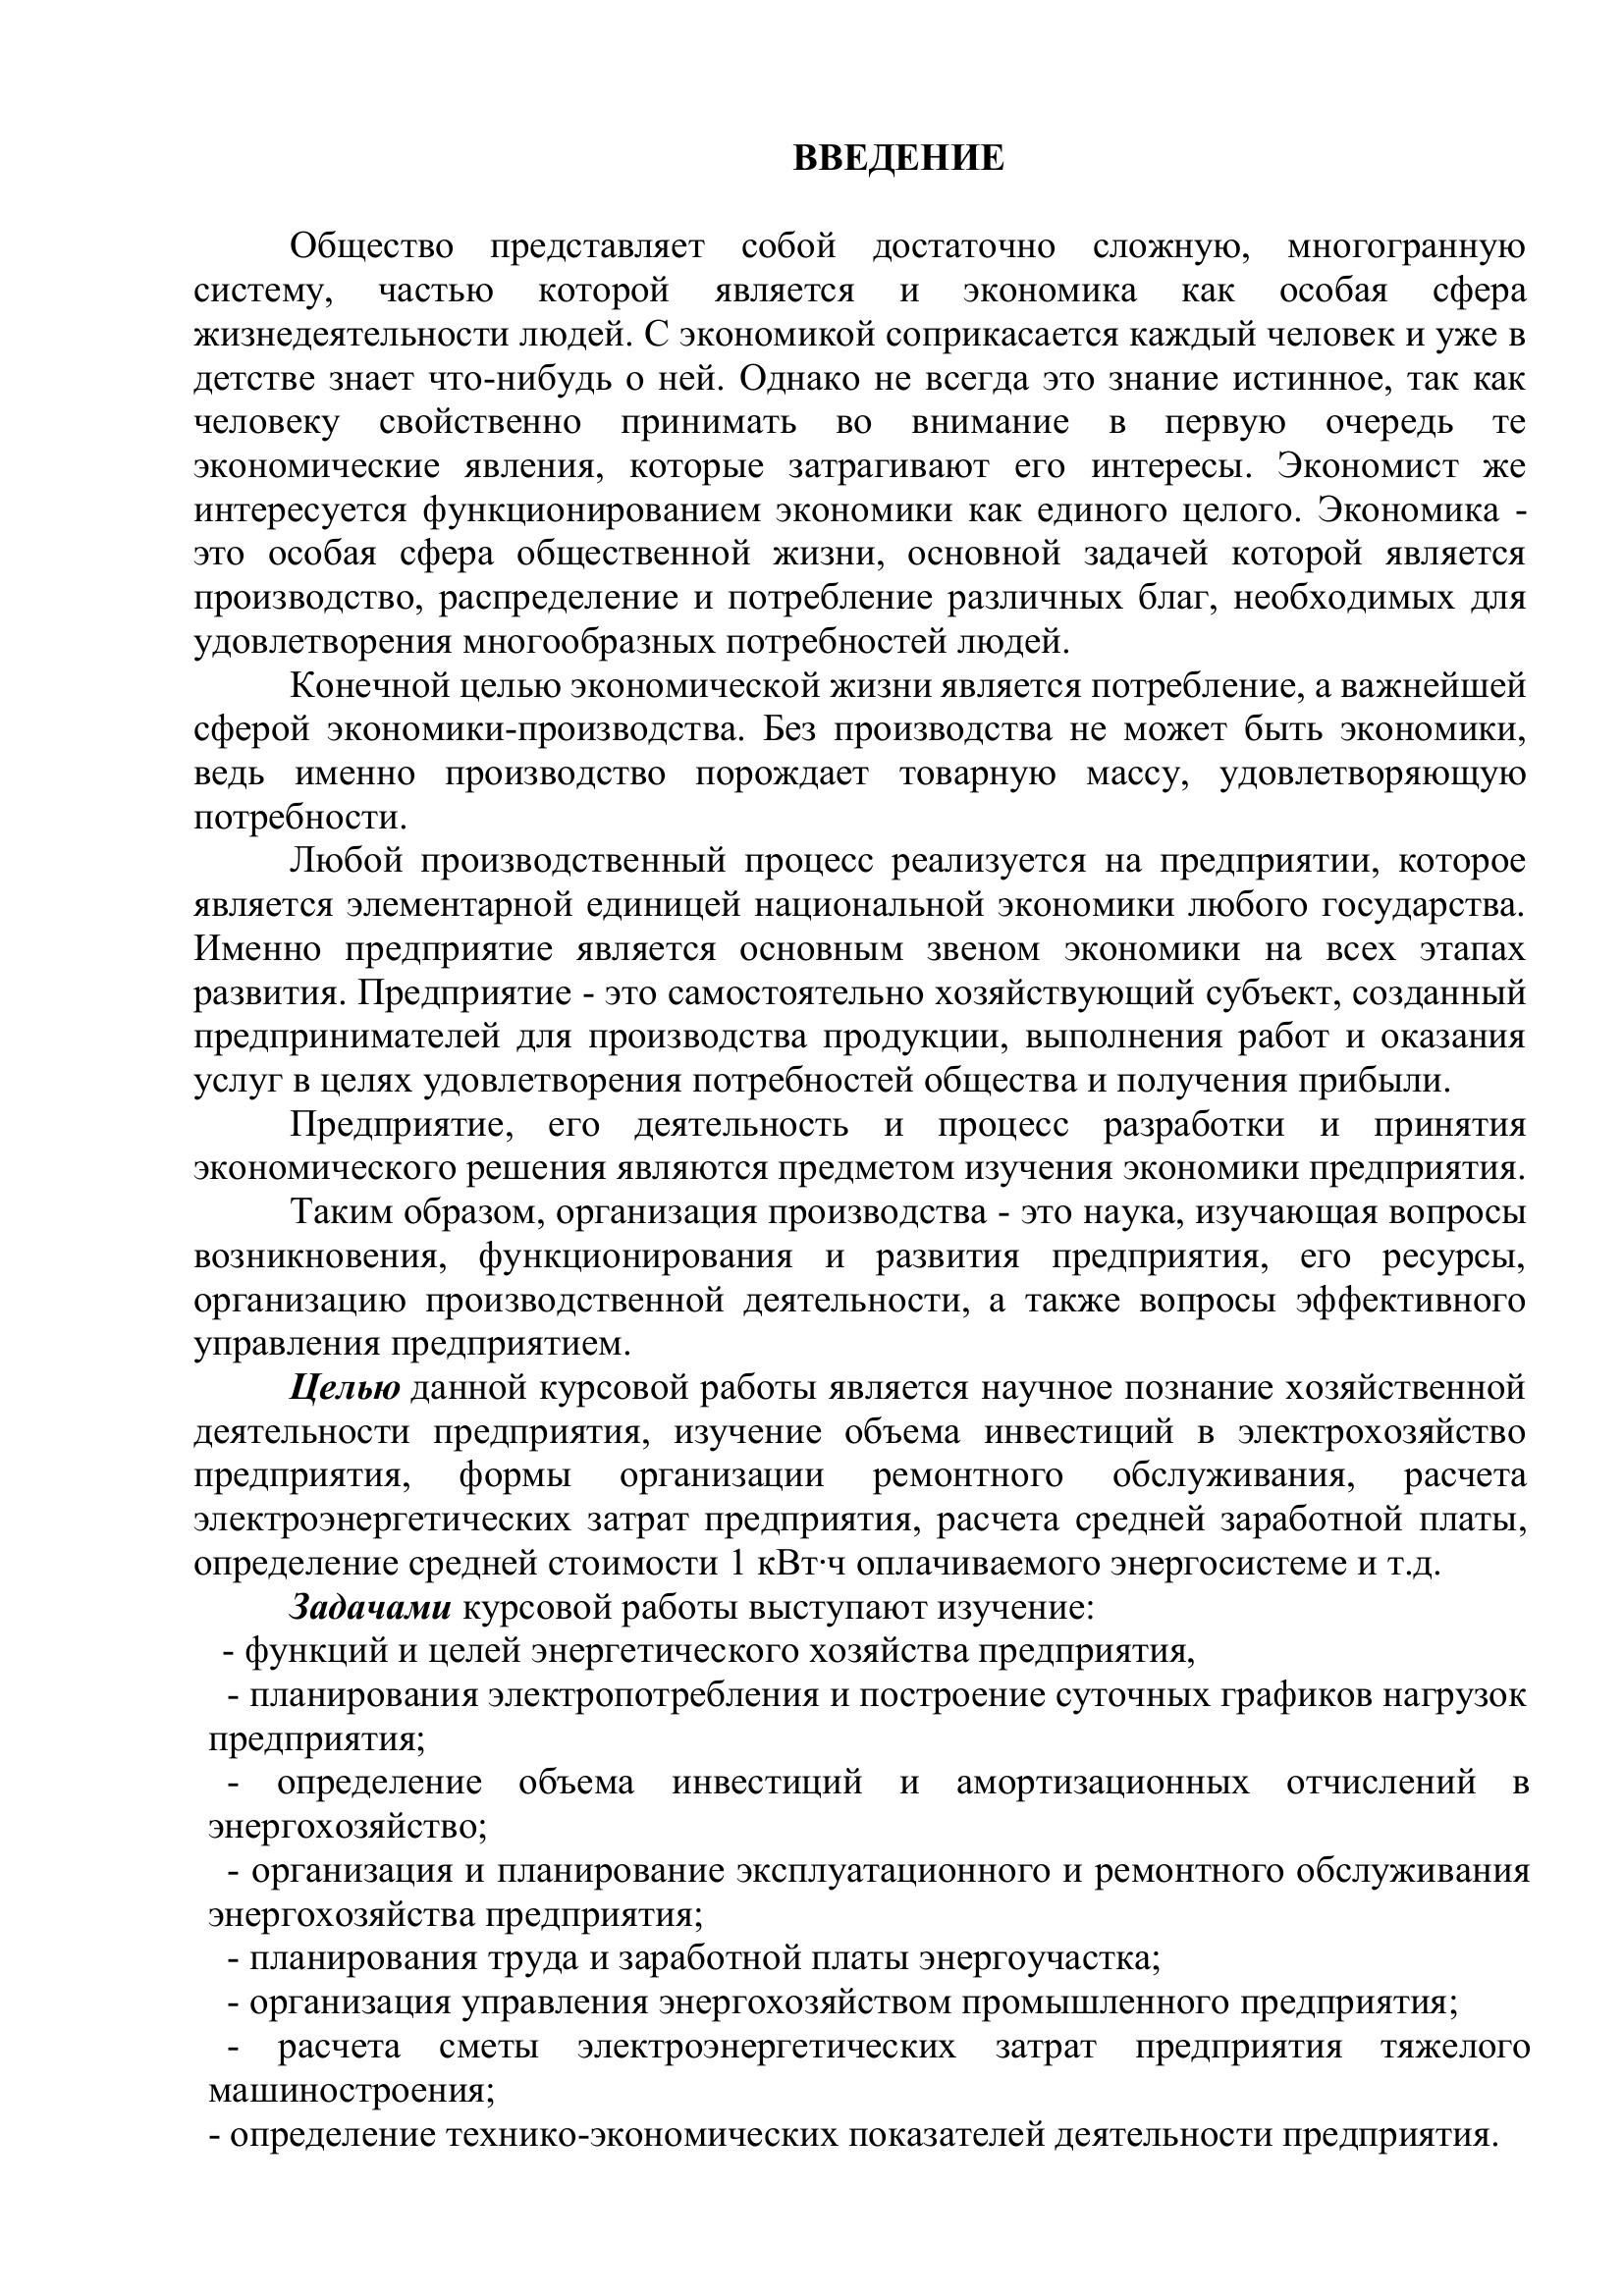 ВВЕДЕНИЕ
Общество представляет собой достаточно сложную, многогранную
систему, частью которой является и экономика как особая сфера
жизнедеятельности людей. С экономикой соприкасается каждый человек и уже в
детстве знает что-нибудь о ней. Однако не всегда это знание истинное, так как
человеку свойственно принимать во внимание в первую очередь те
экономические явления, которые затрагивают его интересы. Экономист же
интересуется функционированием экономики как единого целого. Экономика -
это особая сфера общественной жизни, основной задачей которой является
производство, распределение и потребление различных благ, необходимых для
удовлетворения многообразных потребностей людей.
Конечной целью экономической жизни является потребление, а важнейшей
сферой экономики-производства. Без производства не может быть экономики,
ведь именно производство порождает товарную массу, удовлетворяющую
потребности.
Любой производственный процесс реализуется на предприятии, которое
является элементарной единицей национальной экономики любого государства.
Именно предприятие является основным звеном экономики на всех этапах
развития. Предприятие - это самостоятельно хозяйствующий субъект, созданный
предпринимателей для производства продукции, выполнения работ и оказания
услуг в целях удовлетворения потребностей общества и получения прибыли.
Предприятие, его деятельность и процесс разработки и принятия
экономического решения являются предметом изучения экономики предприятия.
Таким образом, организация производства - это наука, изучающая вопросы
возникновения, функционирования и развития предприятия, его ресурсы,
организацию производственной деятельности, а также вопросы эффективного
управления предприятием.
Целью данной курсовой работы является научное познание хозяйственной
деятельности предприятия, изучение объема инвестиций в электрохозяйство
предприятия, формы организации ремонтного обслуживания, расчета
электроэнергетических затрат предприятия, расчета средней заработной платы,
определение средней стоимости 1 кВт·ч оплачиваемого энергосистеме и т.д.
Задачами курсовой работы выступают изучение:
- функций и целей энергетического хозяйства предприятия,
- планирования электропотребления и построение суточных графиков нагрузок
предприятия;
- определение объема инвестиций и амортизационных отчислений в
энергохозяйство;
- организация и планирование эксплуатационного и ремонтного обслуживания
энергохозяйства предприятия;
- планирования труда и заработной платы энергоучастка;
- организация управления энергохозяйством промышленного предприятия;
- расчета сметы электроэнергетических затрат предприятия тяжелого
машиностроения;
- определение технико-экономических показателей деятельности предприятия.